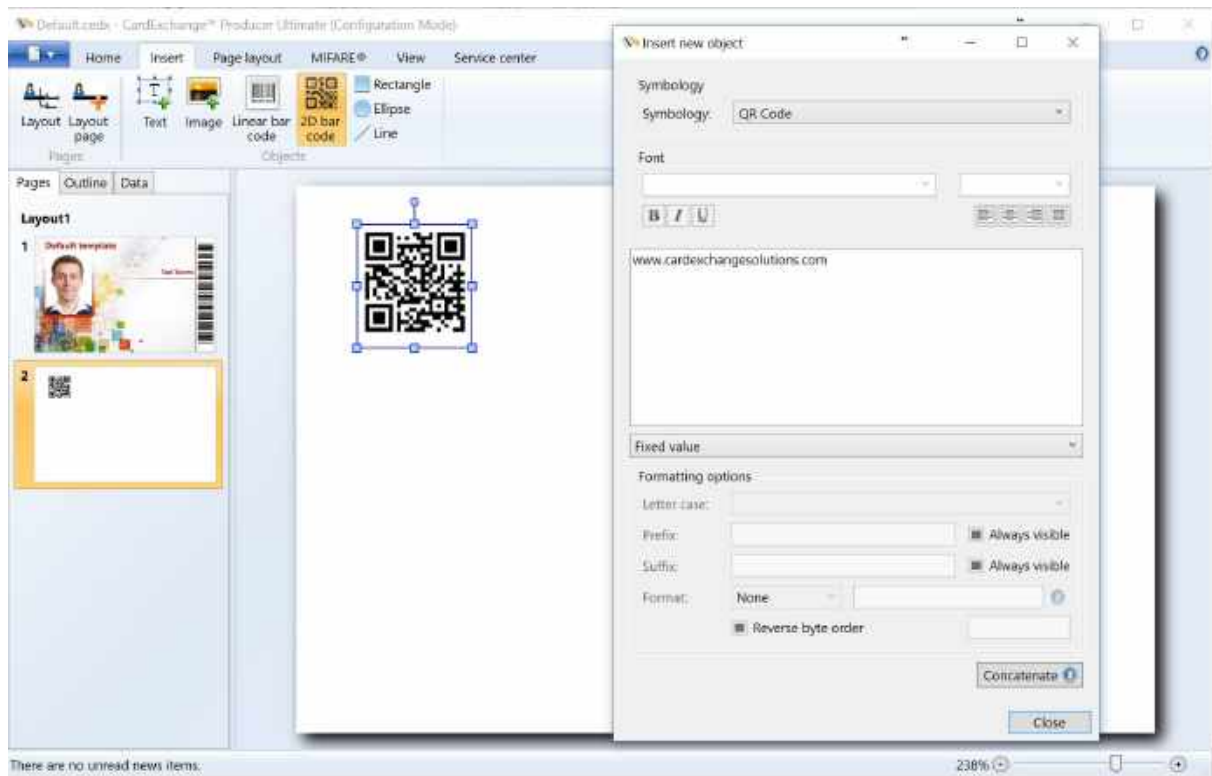 Default.cedx - CardExchange® Producer Ultimate (Configuration Mode)
Home Insert Page layout MIFARE® View Service center
Layout
Layout page
Text
Image
Linear bar code
2D bar code
Rectangle
Ellipse
Line
Pages
Objects
Pages Outline Data
Layout1
1
Default template
2
Insert new object
Symbology
Symbology: QR Code
Font
B I U
www.cardexchangesolutions.com
Fixed value
Formatting options
Letter case:
Prefix: Always visible
Suffix: Always visible
Format: None
Reverse byte order
Concatenate
Close
There are no unread news items.
238%